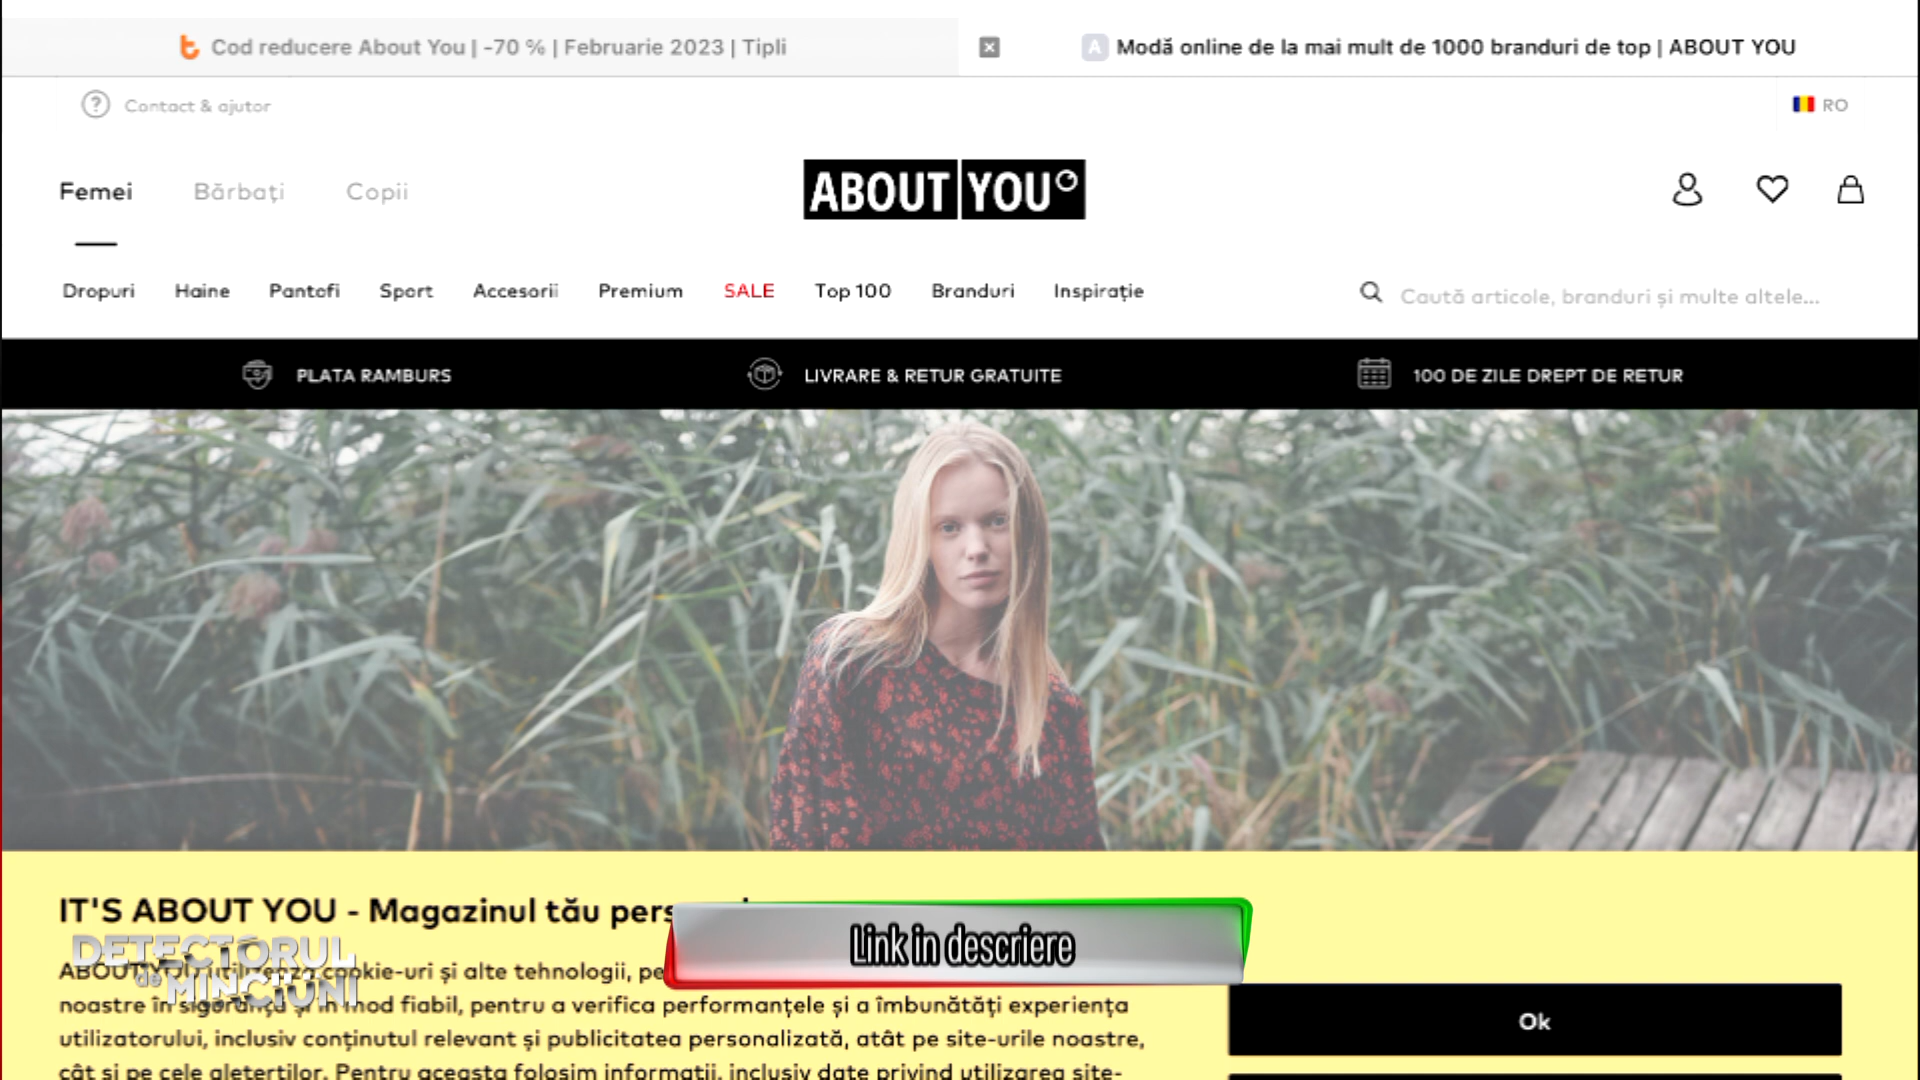 Cod reducere About You | -70 % | Februarie 2023 | Tipli
Modă online de la mai mult de 1000 branduri de top | ABOUT YOU
Contact & ajutor
RO
Femei Bărbați Copii
ABOUT YOU
Dropuri Haine Pantofi Sport Accesorii Premium SALE Top 100 Branduri Inspirație
Caută articole, branduri și multe altele...
PLATA RAMBURS
LIVRARE & RETUR GRATUITE
100 DE ZILE DREPT DE RETUR
IT'S ABOUT YOU - Magazinul tău
Link in descriere
DETECTORUL
de MINCIUNI
ABOUT YOU utilizează cookie-uri și alte tehnologii,
noastre în siguranță și în mod fiabil, pentru a verifica performanțele și a îmbunătăți experiența
utilizatorului, inclusiv conținutul relevant și publicitatea personalizată, atât pe site-urile noastre,
cât și pe cele aleterților. Pentru aceasta folosim informații, inclusiv date privind utilizarea site-
Ok